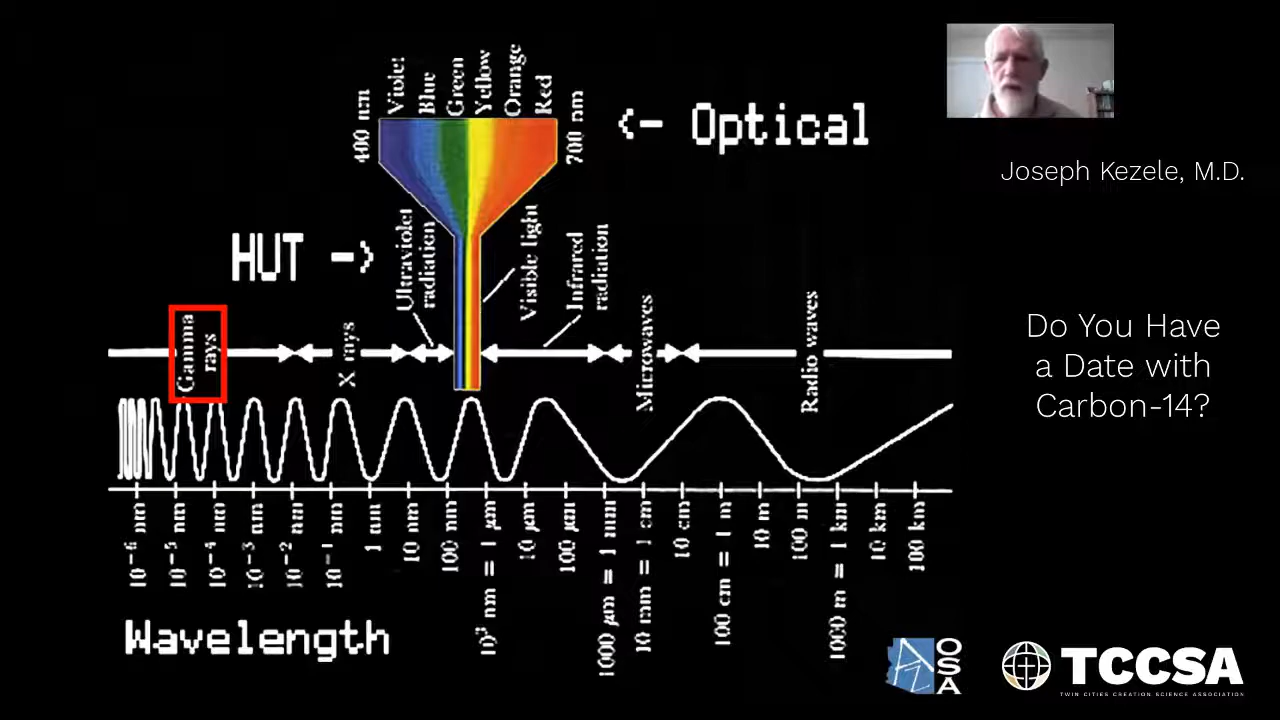 400 nm
Violet
Blue
Green
Yellow
Orange
Red
700 nm
<- Optical
Joseph Kezele, M.D.
HUT ->
Ultraviolet
radiation
Visible light
Infrared
radiation
Gamma
rays
X rays
Microwaves
Radio waves
Do You Have
a Date with
Carbon-14?
10⁻⁶ nm
10⁻⁵ nm
10⁻⁴ nm
10⁻³ nm
10⁻² nm
10⁻¹ nm
1 nm
10 nm
100 nm
10³ nm = 1 μm
10 μm
100 μm
1000 μm = 1 mm
10 mm = 1 cm
10 cm
100 cm = 1 m
10 m
100 m
1000 m = 1 km
10 km
100 km
Wavelength
AZ
OSA
TCCSA
TWIN CITIES CREATION SCIENCE ASSOCIATION